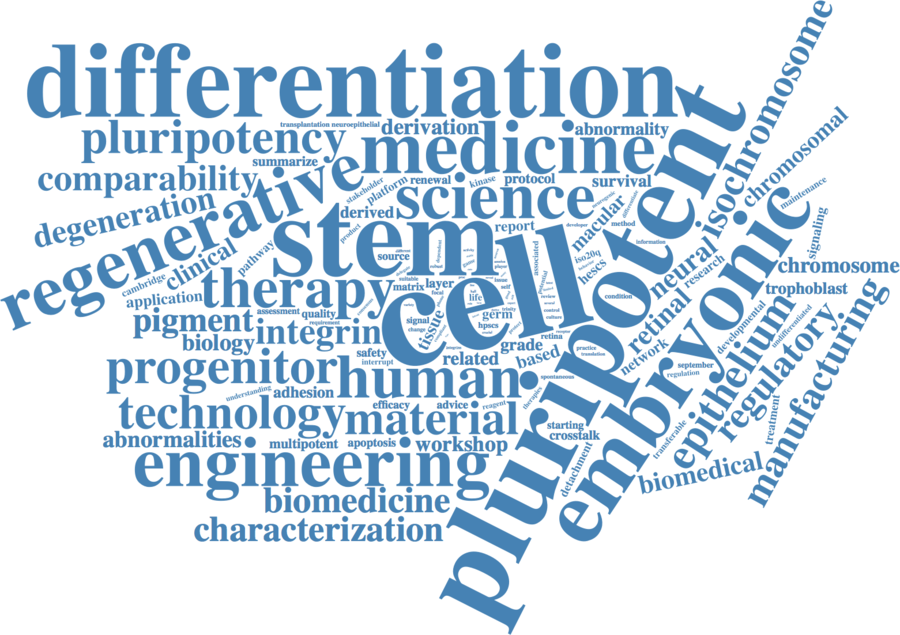 differentiation
isochromosome
transplantation neuroepithelial
derivation
abnormality
pluripotency
medicine
summarize
chromosomal
comparability
regenerative
stakeholder
platform
renewal
kinase
protocol
survival
pluripotent
embryonic
maintenance
degeneration
derived
science
macular
method
signaling
product
stem
report
developer
information
clinical
pathway
source
cell
associated
iso20q
hescs
neural
research
chromosome
cambridge
therapy
suitable
matrix
layer
life
condition
trophoblast
application
assessment
quality
requirement
pigment
integrin
signal
change
tissue
germ
hpscs
control
culture
review
self
retinal
developmental
undifferentiated
biology
safety
interrupt
related
grade
based
retina
practice
translation
network
september
regulation
epithelium
regulatory
manufacturing
progenitor
human
spontaneous
understanding
adhesion
therapies
technology
material
efficacy
advice
reagent
starting
crosstalk
transferable
treatment
abnormalities
multipotent
apoptosis
workshop
detachment
engineering
biomedical
biomedicine
characterization